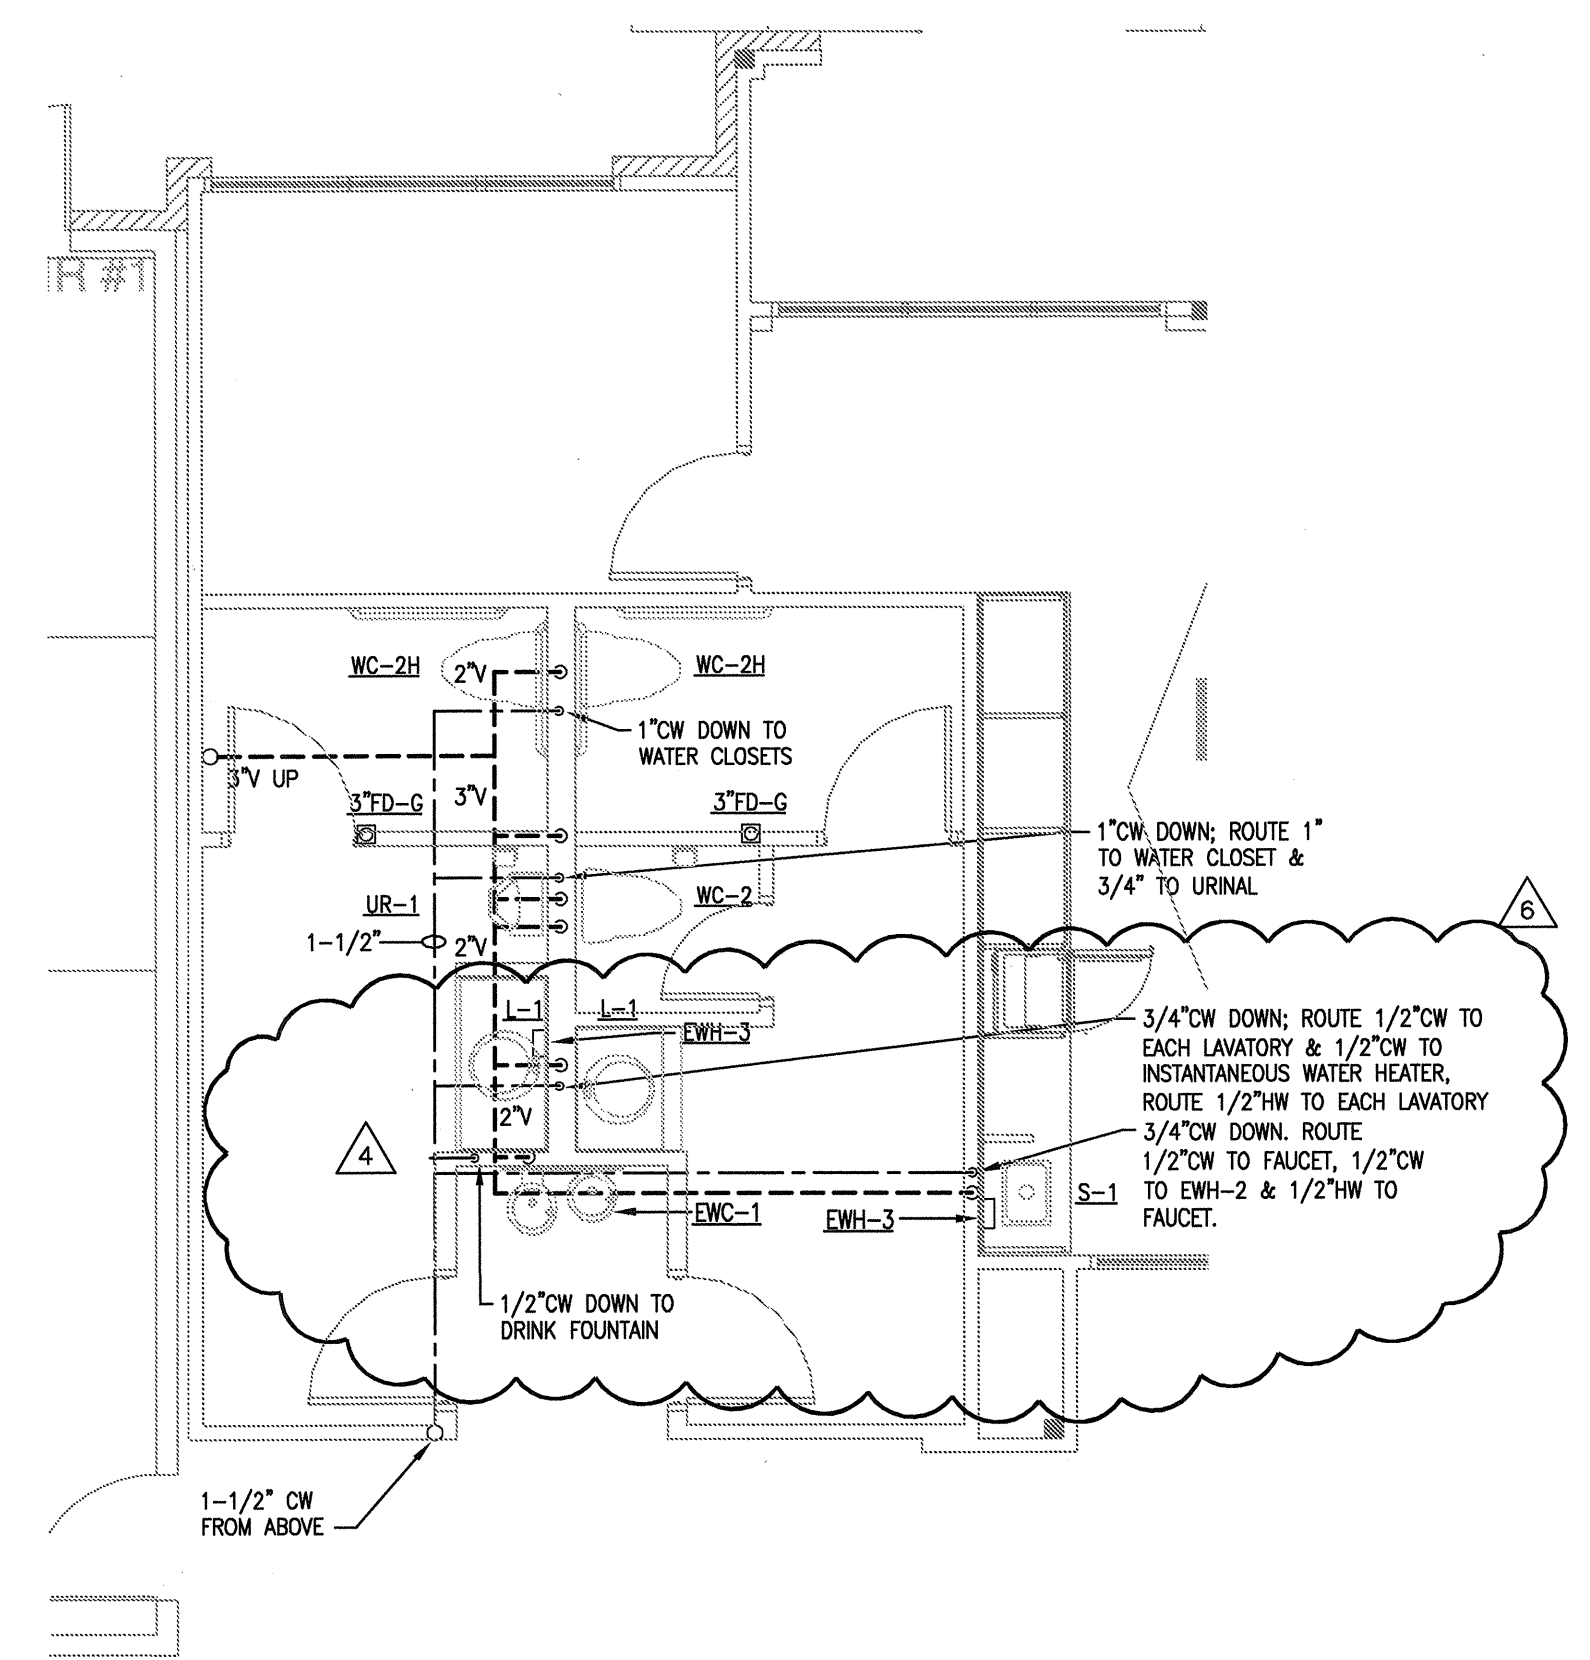 IR #1
WC-2H
2"V
WC-2H
1"CW DOWN TO
WATER CLOSETS
3"V UP
3"V
3"FD-G
3"FD-G
1"CW DOWN; ROUTE 1"
TO WATER CLOSET &
3/4" TO URINAL
UR-1
WC-2
6
1-1/2"
2"V
L-1
L-1
EWH-3
3/4"CW DOWN; ROUTE 1/2"CW TO
EACH LAVATORY & 1/2"CW TO
INSTANTANEOUS WATER HEATER,
ROUTE 1/2"HW TO EACH LAVATORY
2"V
4
3/4"CW DOWN. ROUTE
1/2"CW TO FAUCET, 1/2"CW
TO EWH-2 & 1/2"HW TO
FAUCET.
S-1
EWC-1
EWH-3
1/2"CW DOWN TO
DRINK FOUNTAIN
1-1/2" CW
FROM ABOVE